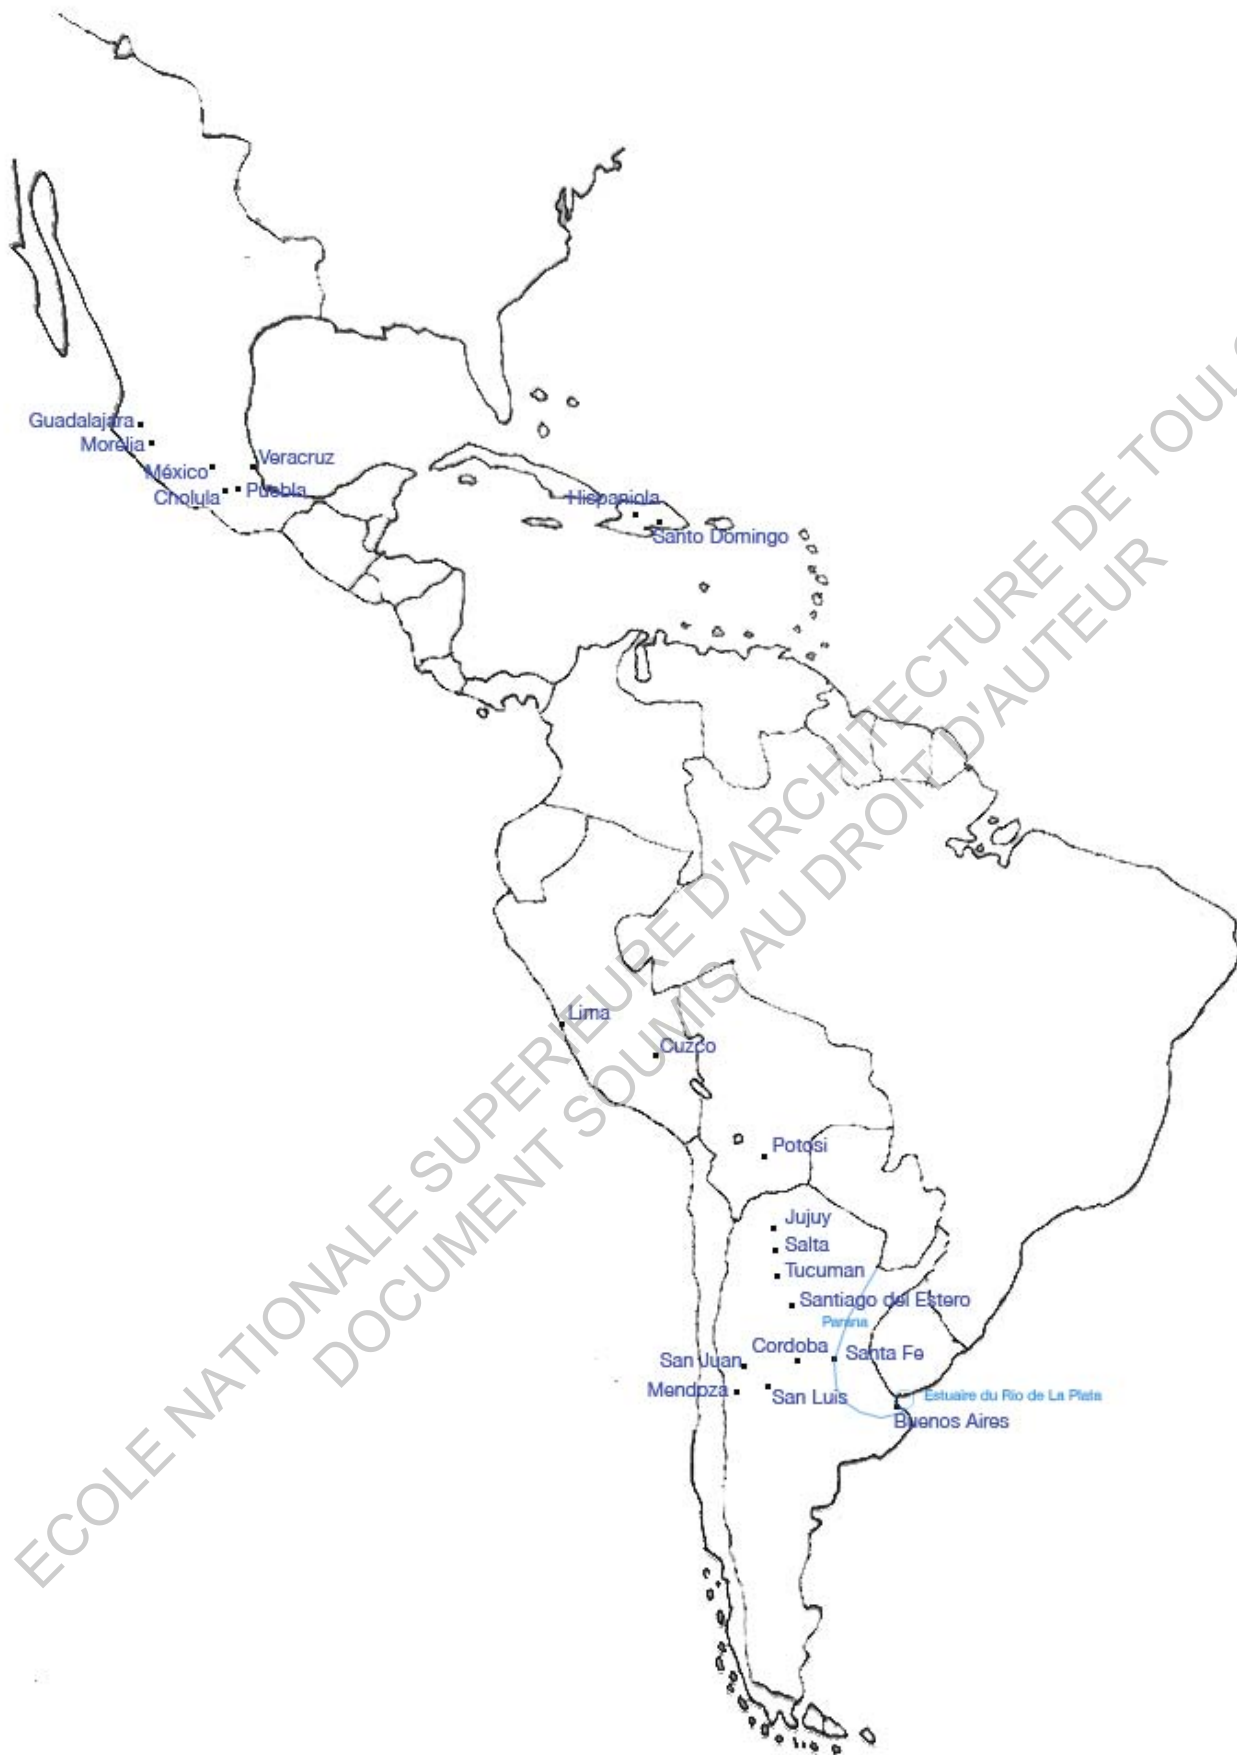 Guadalajara
Morelia
México
Veracruz
Cholula
Puebla
Hispaniola
Santo Domingo
Lima
Cuzco
Potosi
Jujuy
Salta
Tucuman
Santiago del Estero
Parana
Cordoba
Santa Fe
San Juan
Mendoza
San Luis
Estuaire du Rio de La Plata
Buenos Aires
ECOLE NATIONALE SUPERIEURE D'ARCHITECTURE DE
DOCUMENT SOUMIS AU DROIT D'AUTEUR